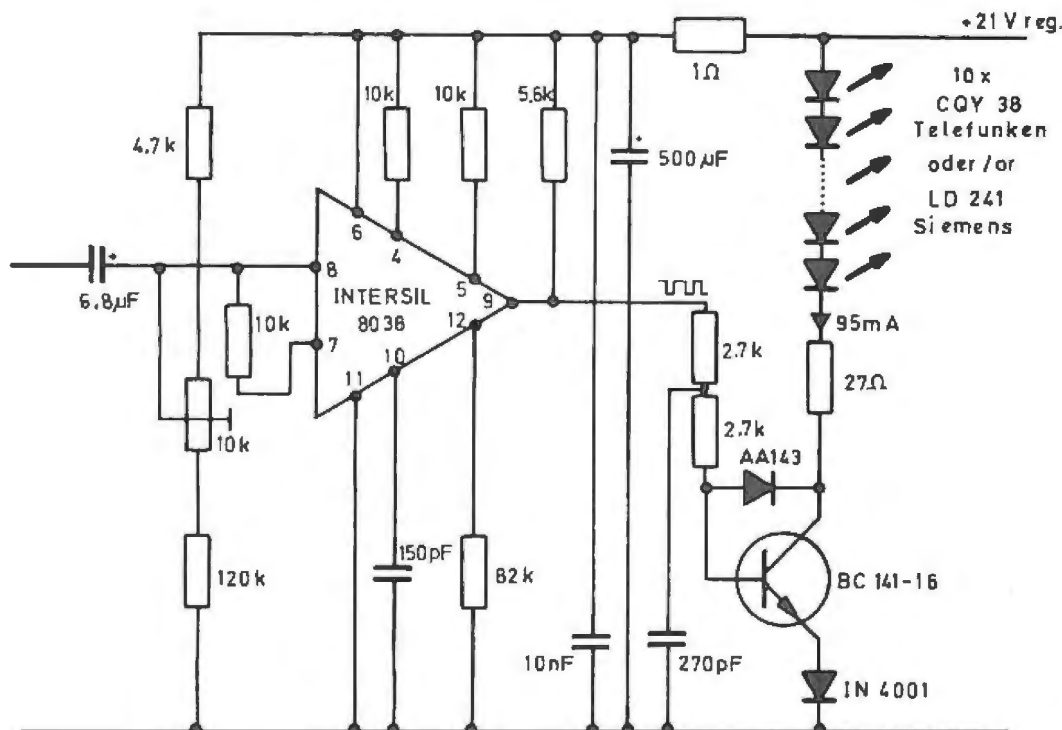 +21 V reg.
1Ω
10 x
CQY 38
Telefunken
oder/or
LD 241
Siemens
10k
10k
5,6k
4,7k
500µF
+
6
4
+
6,8µF
8
5
9
INTERSIL
8038
12
10k
7
10
11
95mA
2.7k
27Ω
2.7k
10k
AA143
150pF
120k
82k
BC 141-16
10nF
270pF
IN 4001